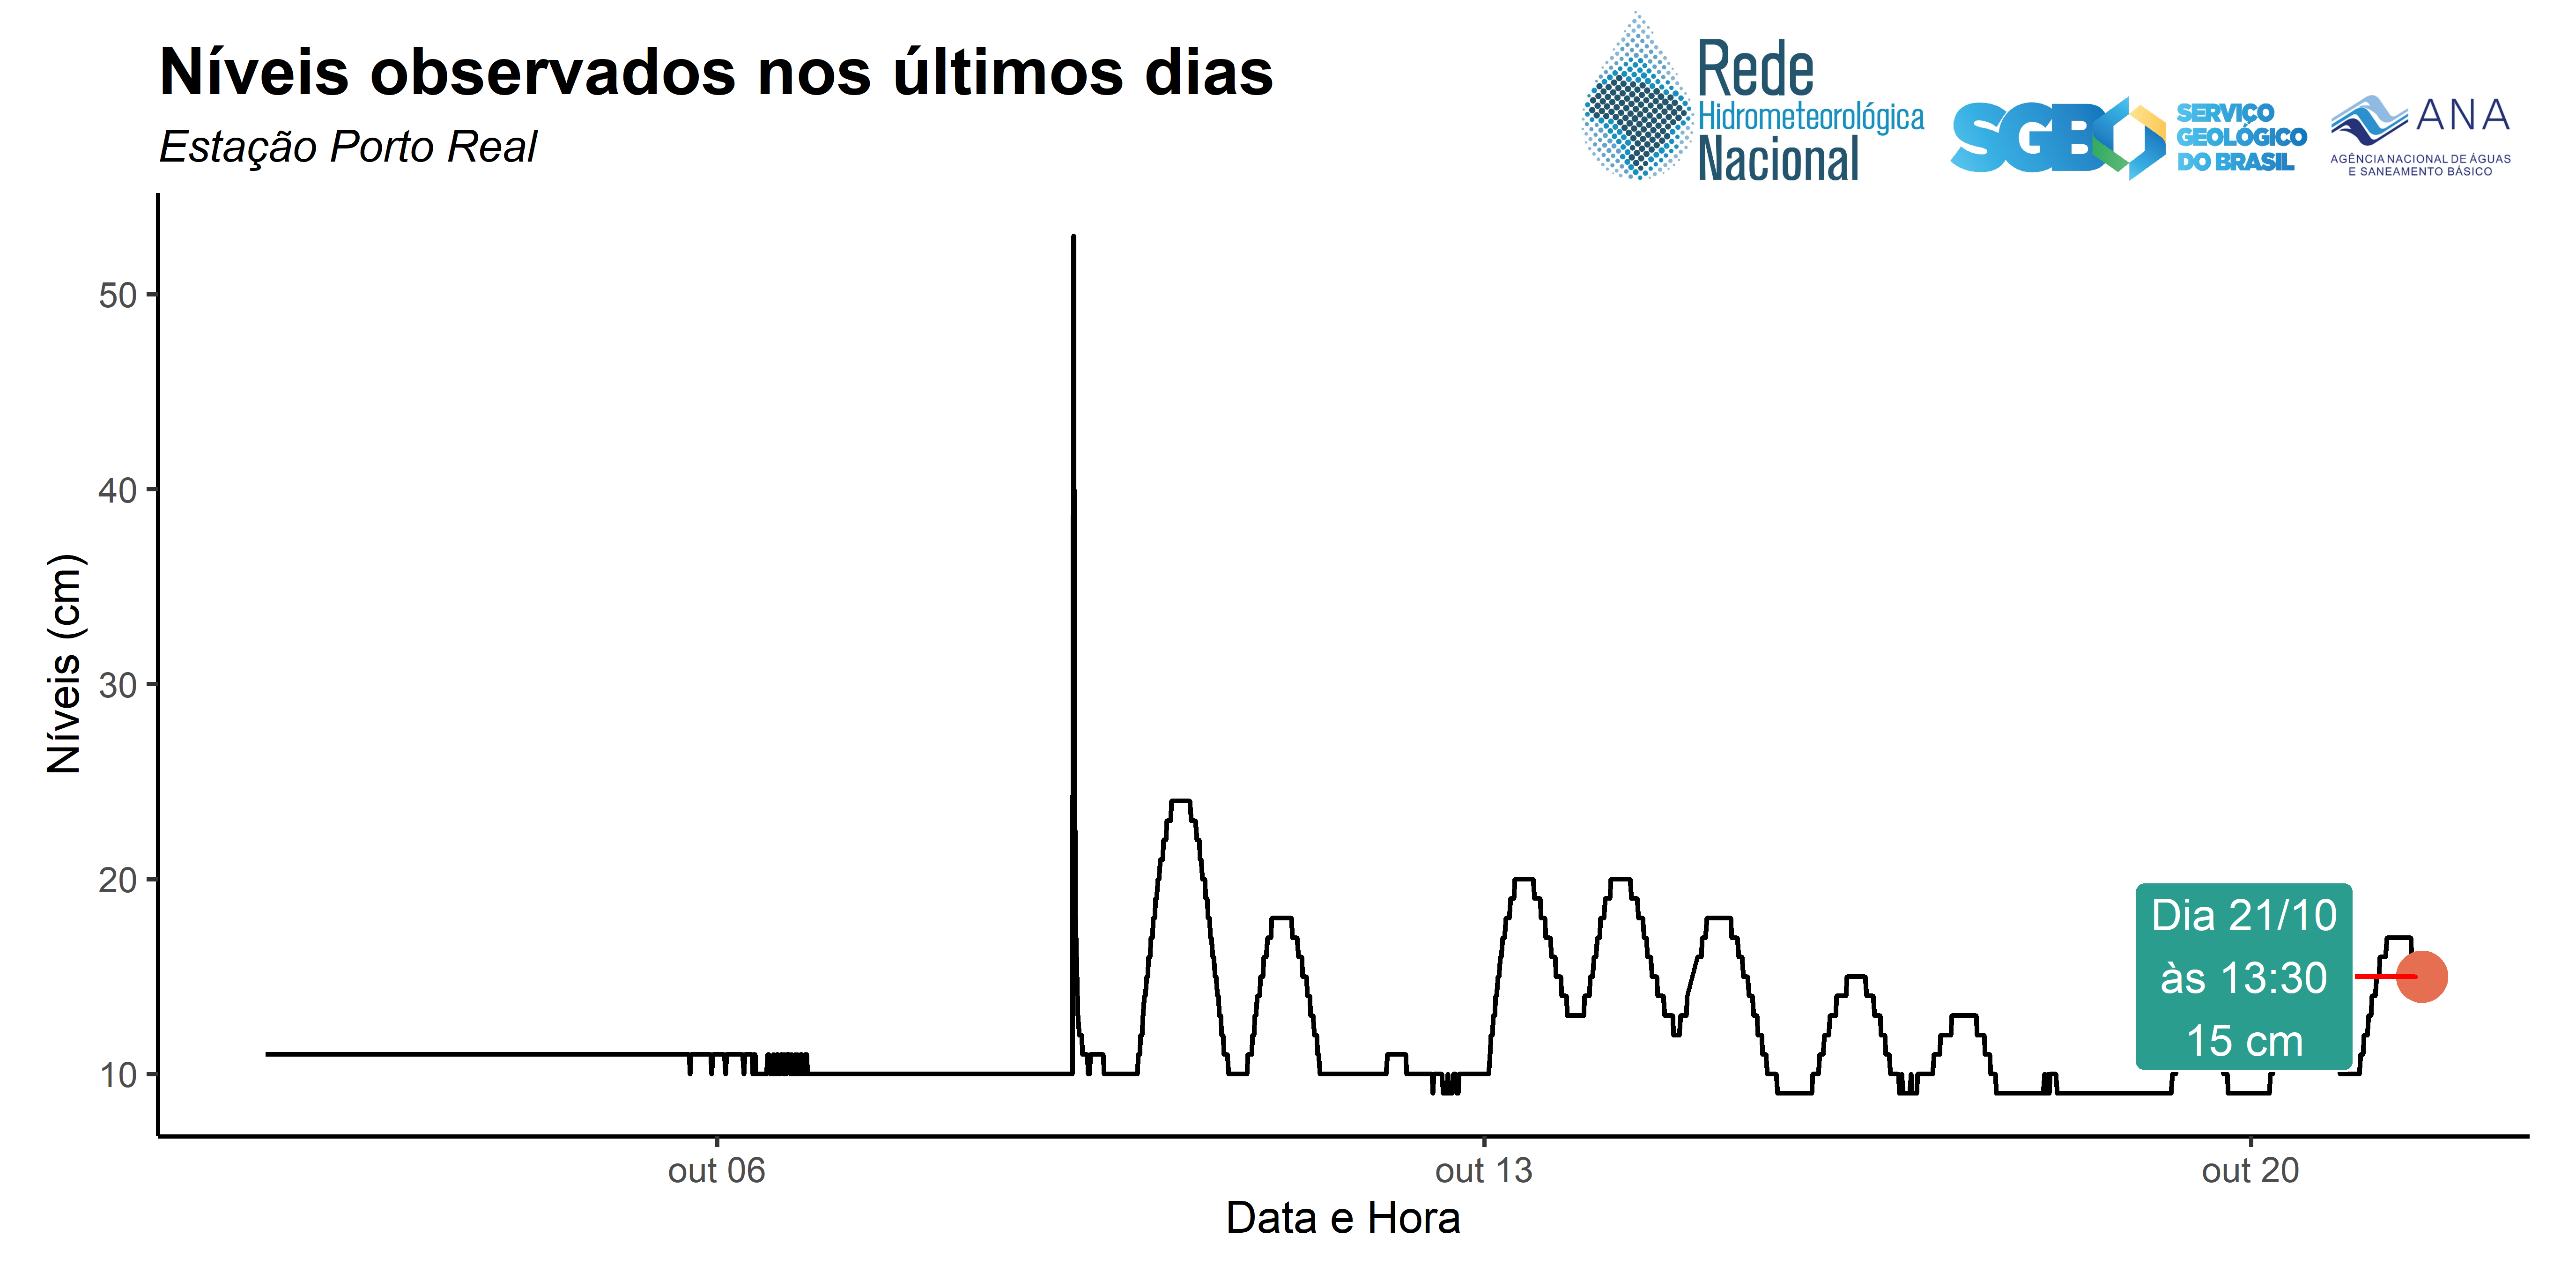 Níveis observados nos últimos dias
Estação Porto Real
Rede
Hidrometeorológica
Nacional
SGB
SERVIÇO
GEOLÓGICO
DO BRASIL
ANA
AGÊNCIA NACIONAL DE ÁGUAS
E SANEAMENTO BÁSICO
Níveis (cm)
50
40
30
20
10
Dia 21/10
às 13:30
15 cm
out 06
out 13
out 20
Data e Hora